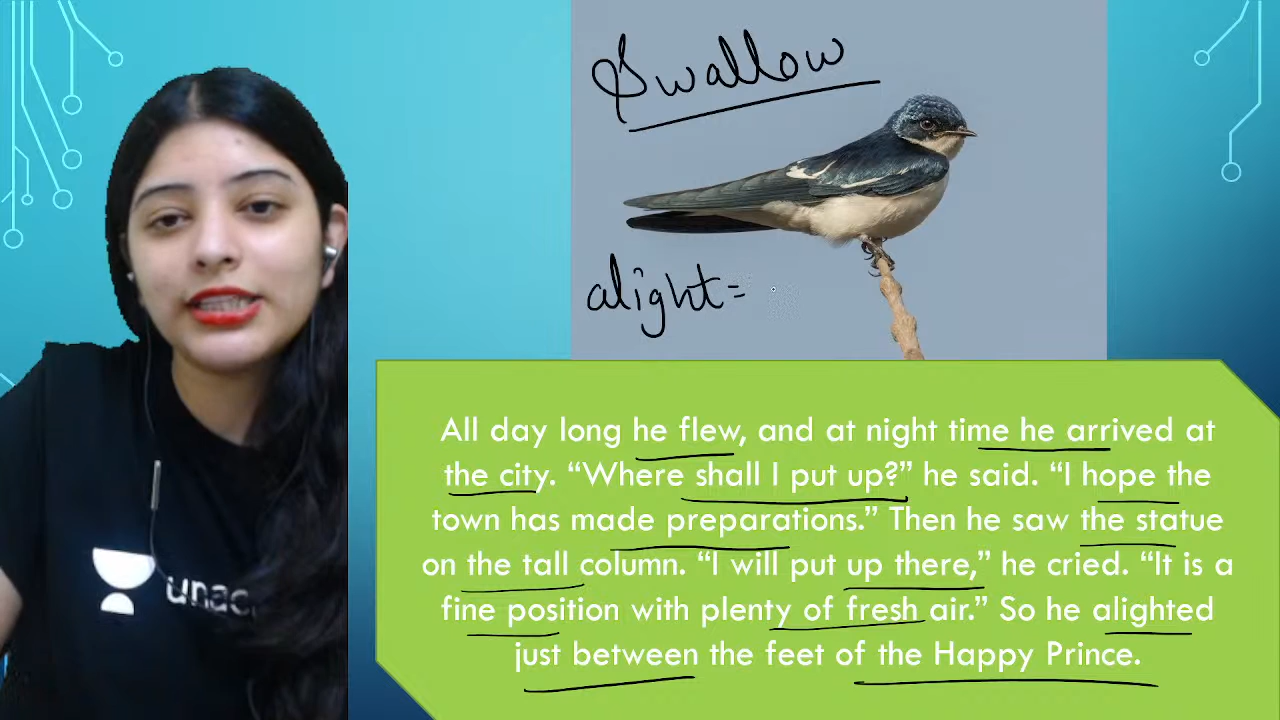 Swallow
alight=
All day long he flew, and at night time he arrived at
the city. “Where shall I put up?” he said. “I hope the
town has made preparations.” Then he saw the statue
on the tall column. “I will put up there,” he cried. “It is a
fine position with plenty of fresh air.” So he alighted
just between the feet of the Happy Prince.